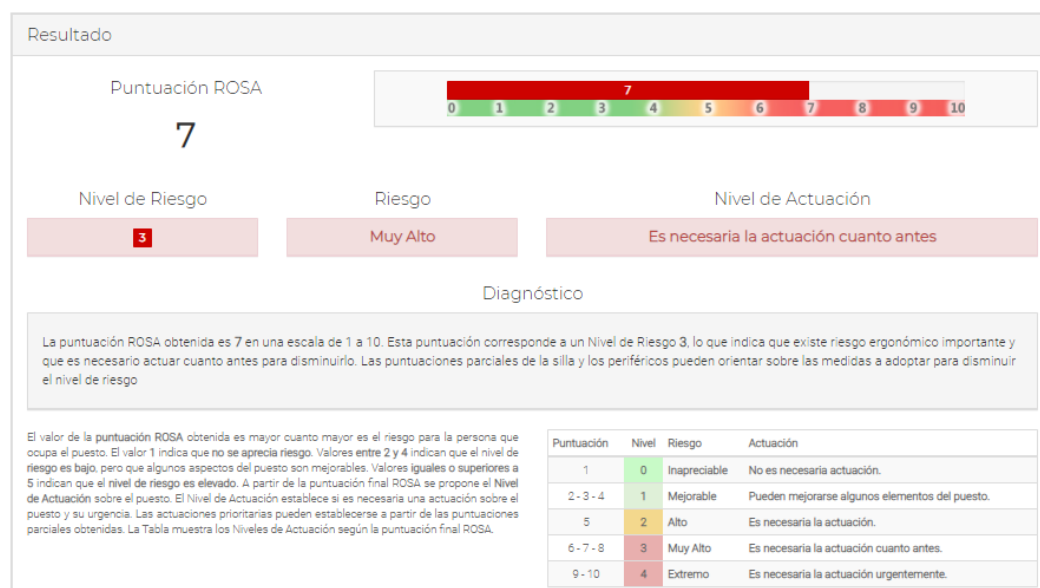 Resultado
Puntuación ROSA
7
7
0 1 2 3 4 5 6 7 8 9 10
Nivel de Riesgo
Riesgo
Nivel de Actuación
3
Muy Alto
Es necesaria la actuación cuanto antes
Diagnóstico
La puntuación ROSA obtenida es 7 en una escala de 1 a 10. Esta puntuación corresponde a un Nivel de Riesgo 3, lo que indica que existe riesgo ergonómico importante y
que es necesario actuar cuanto antes para disminuirlo. Las puntuaciones parciales de la silla y los periféricos pueden orientar sobre las medidas a adoptar para disminuir
el nivel de riesgo
El valor de la puntuación ROSA obtenida es mayor cuanto mayor es el riesgo para la persona que
ocupa el puesto. El valor 1 indica que no se aprecia riesgo. Valores entre 2 y 4 indican que el nivel de
riesgo es bajo, pero que algunos aspectos del puesto son mejorables. Valores iguales o superiores a
5 indican que el nivel de riesgo es elevado. A partir de la puntuación final ROSA se propone el Nivel
de Actuación sobre el puesto. El Nivel de Actuación establece si es necesaria una actuación sobre el
puesto y su urgencia. Las actuaciones prioritarias pueden establecerse a partir de las puntuaciones
parciales obtenidas. La Tabla muestra los Niveles de Actuación según la puntuación final ROSA.
Puntuación Nivel Riesgo Actuación
1 0 Inapreciable No es necesaria actuación.
2 - 3 - 4 1 Mejorable Pueden mejorarse algunos elementos del puesto.
5 2 Alto Es necesaria la actuación.
6 - 7 - 8 3 Muy Alto Es necesaria la actuación cuanto antes.
9 - 10 4 Extremo Es necesaria la actuación urgentemente.